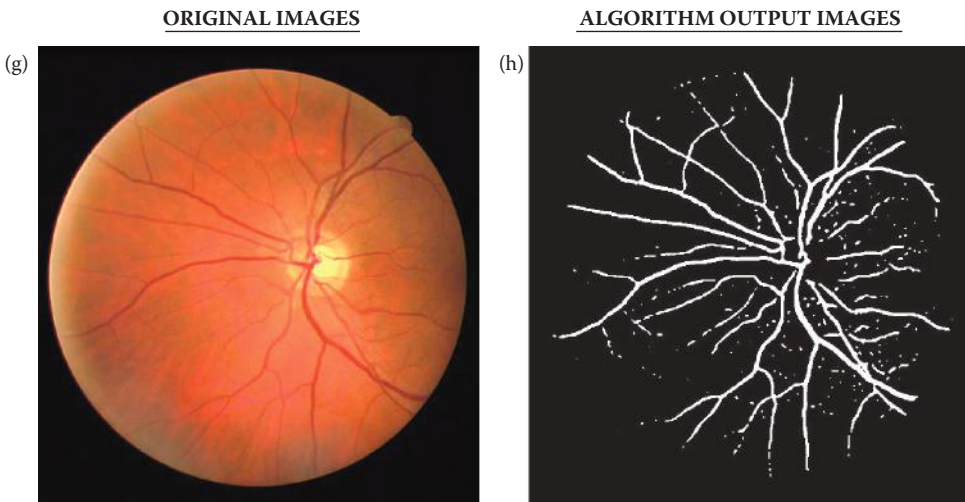 ORIGINAL IMAGES
ALGORITHM OUTPUT IMAGES
(g)
(h)